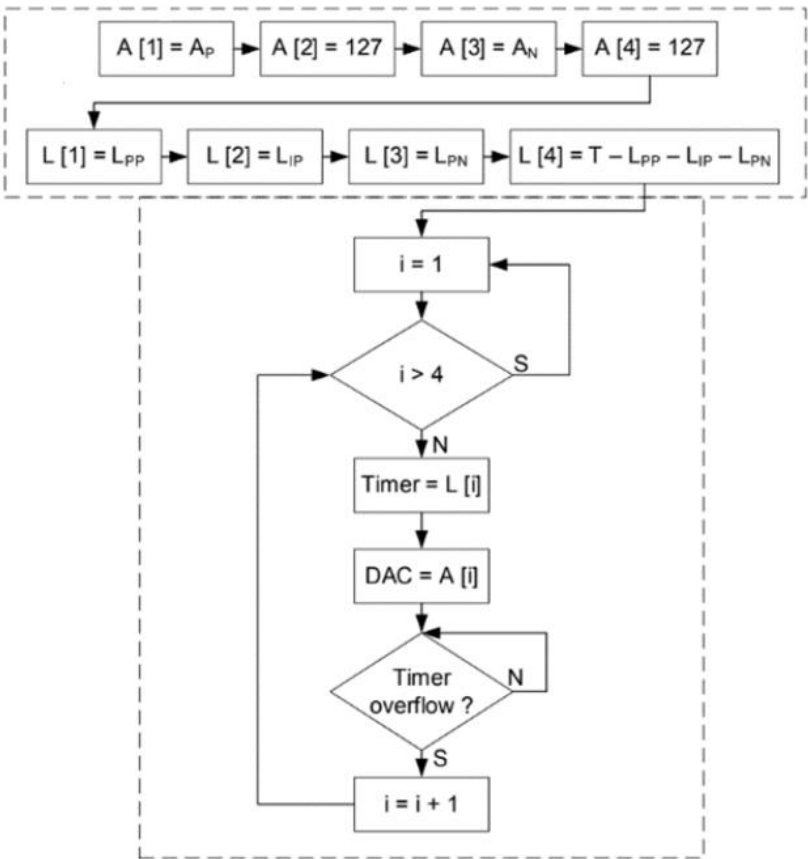 A [1] = AP
A [2] = 127
A [3] = AN
A [4] = 127
L [1] = LPP
L [2] = LIP
L [3] = LPN
L [4] = T – LPP – LIP – LPN
i = 1
i > 4
S
N
Timer = L [i]
DAC = A [i]
Timer
overflow ?
N
S
i = i + 1